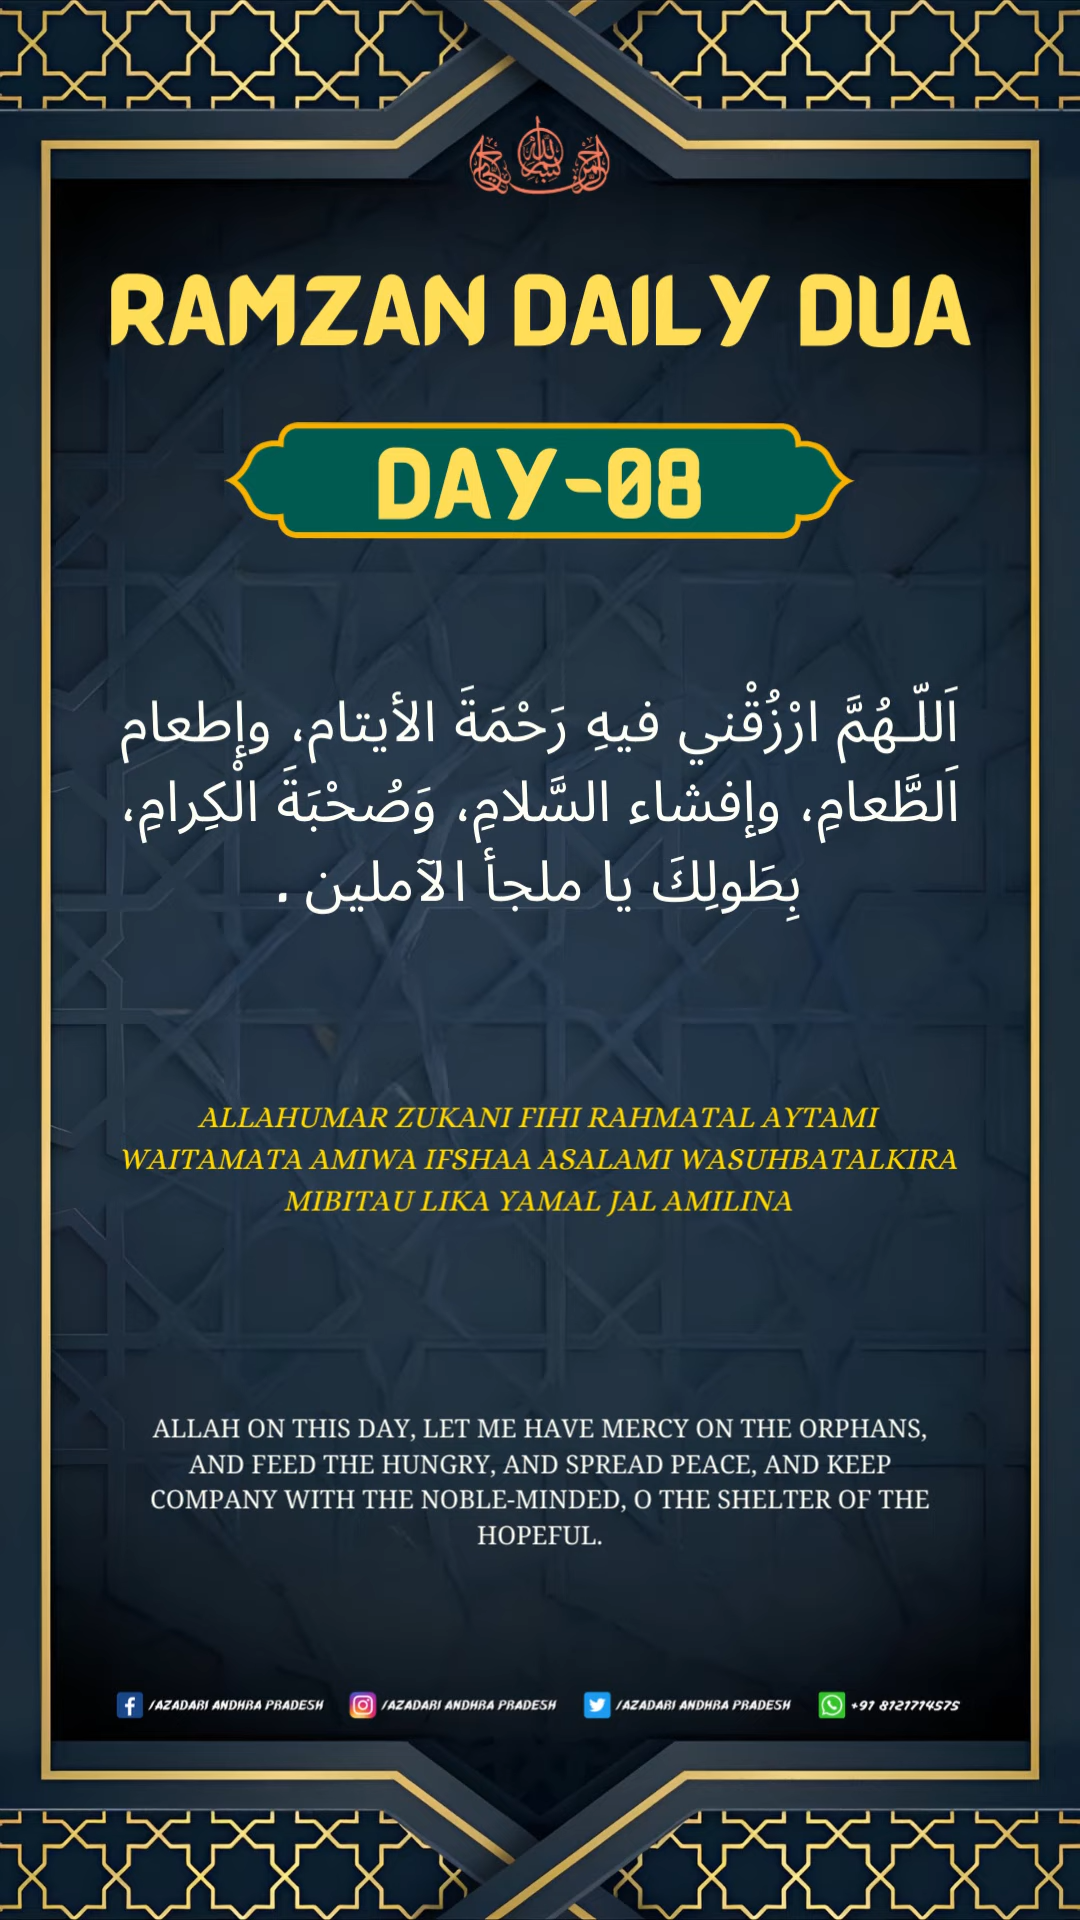 RAMZAN DAILY DUA
DAY-08
اَللّـهُمَّ ارْزُقْني فيهِ رَحْمَةَ الأيتام، وإطعام
اَلطَّعامِ، وإفشاء السَّلامِ، وَصُحْبَةَ الْكِرامِ،
بِطَولِكَ يا ملجأ الآملين .
ALLAHUMAR ZUKANI FIHI RAHMATAL AYTAMI
WAITAMATA AMIWA IFSHAA ASALAMI WASUHBATALKIRA
MIBITAU LIKA YAMAL JAL AMILINA
ALLAH ON THIS DAY, LET ME HAVE MERCY ON THE ORPHANS,
AND FEED THE HUNGRY, AND SPREAD PEACE, AND KEEP
COMPANY WITH THE NOBLE-MINDED, O THE SHELTER OF THE
HOPEFUL.
/AZADARI ANDHRA PRADESH /AZADARI ANDHRA PRADESH /AZADARI ANDHRA PRADESH +91 8121714575